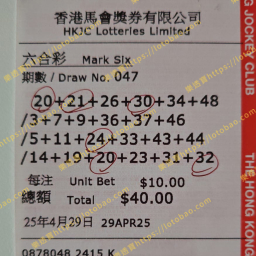 香港馬會獎券有限公司
HKJC Lotteries Limited
六合彩 Mark Six
期數 / Draw No. 047
20+21+26+30+34+48
/3+7+9+36+37+46
/5+11+24+33+43+44
/14+19+20+23+31+32
每注 Unit Bet $10.00
總額 Total $40.00
25年4月29日 29APR25
0878048 2415 K
G JOCKEY CLUB
THE HONG KONG